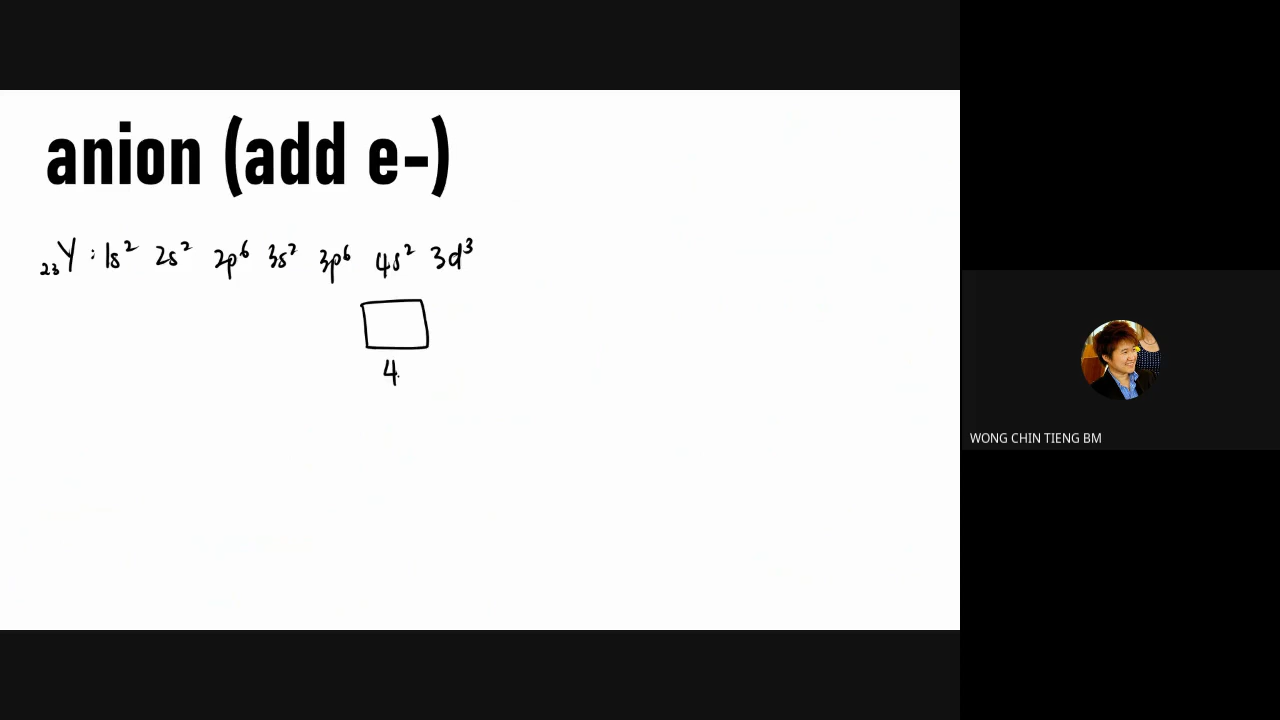 anion (add e-)
₂₃Y : 1s² 2s² 2p⁶ 3s² 3p⁶ 4s² 3d³
4
WONG CHIN TIENG BM